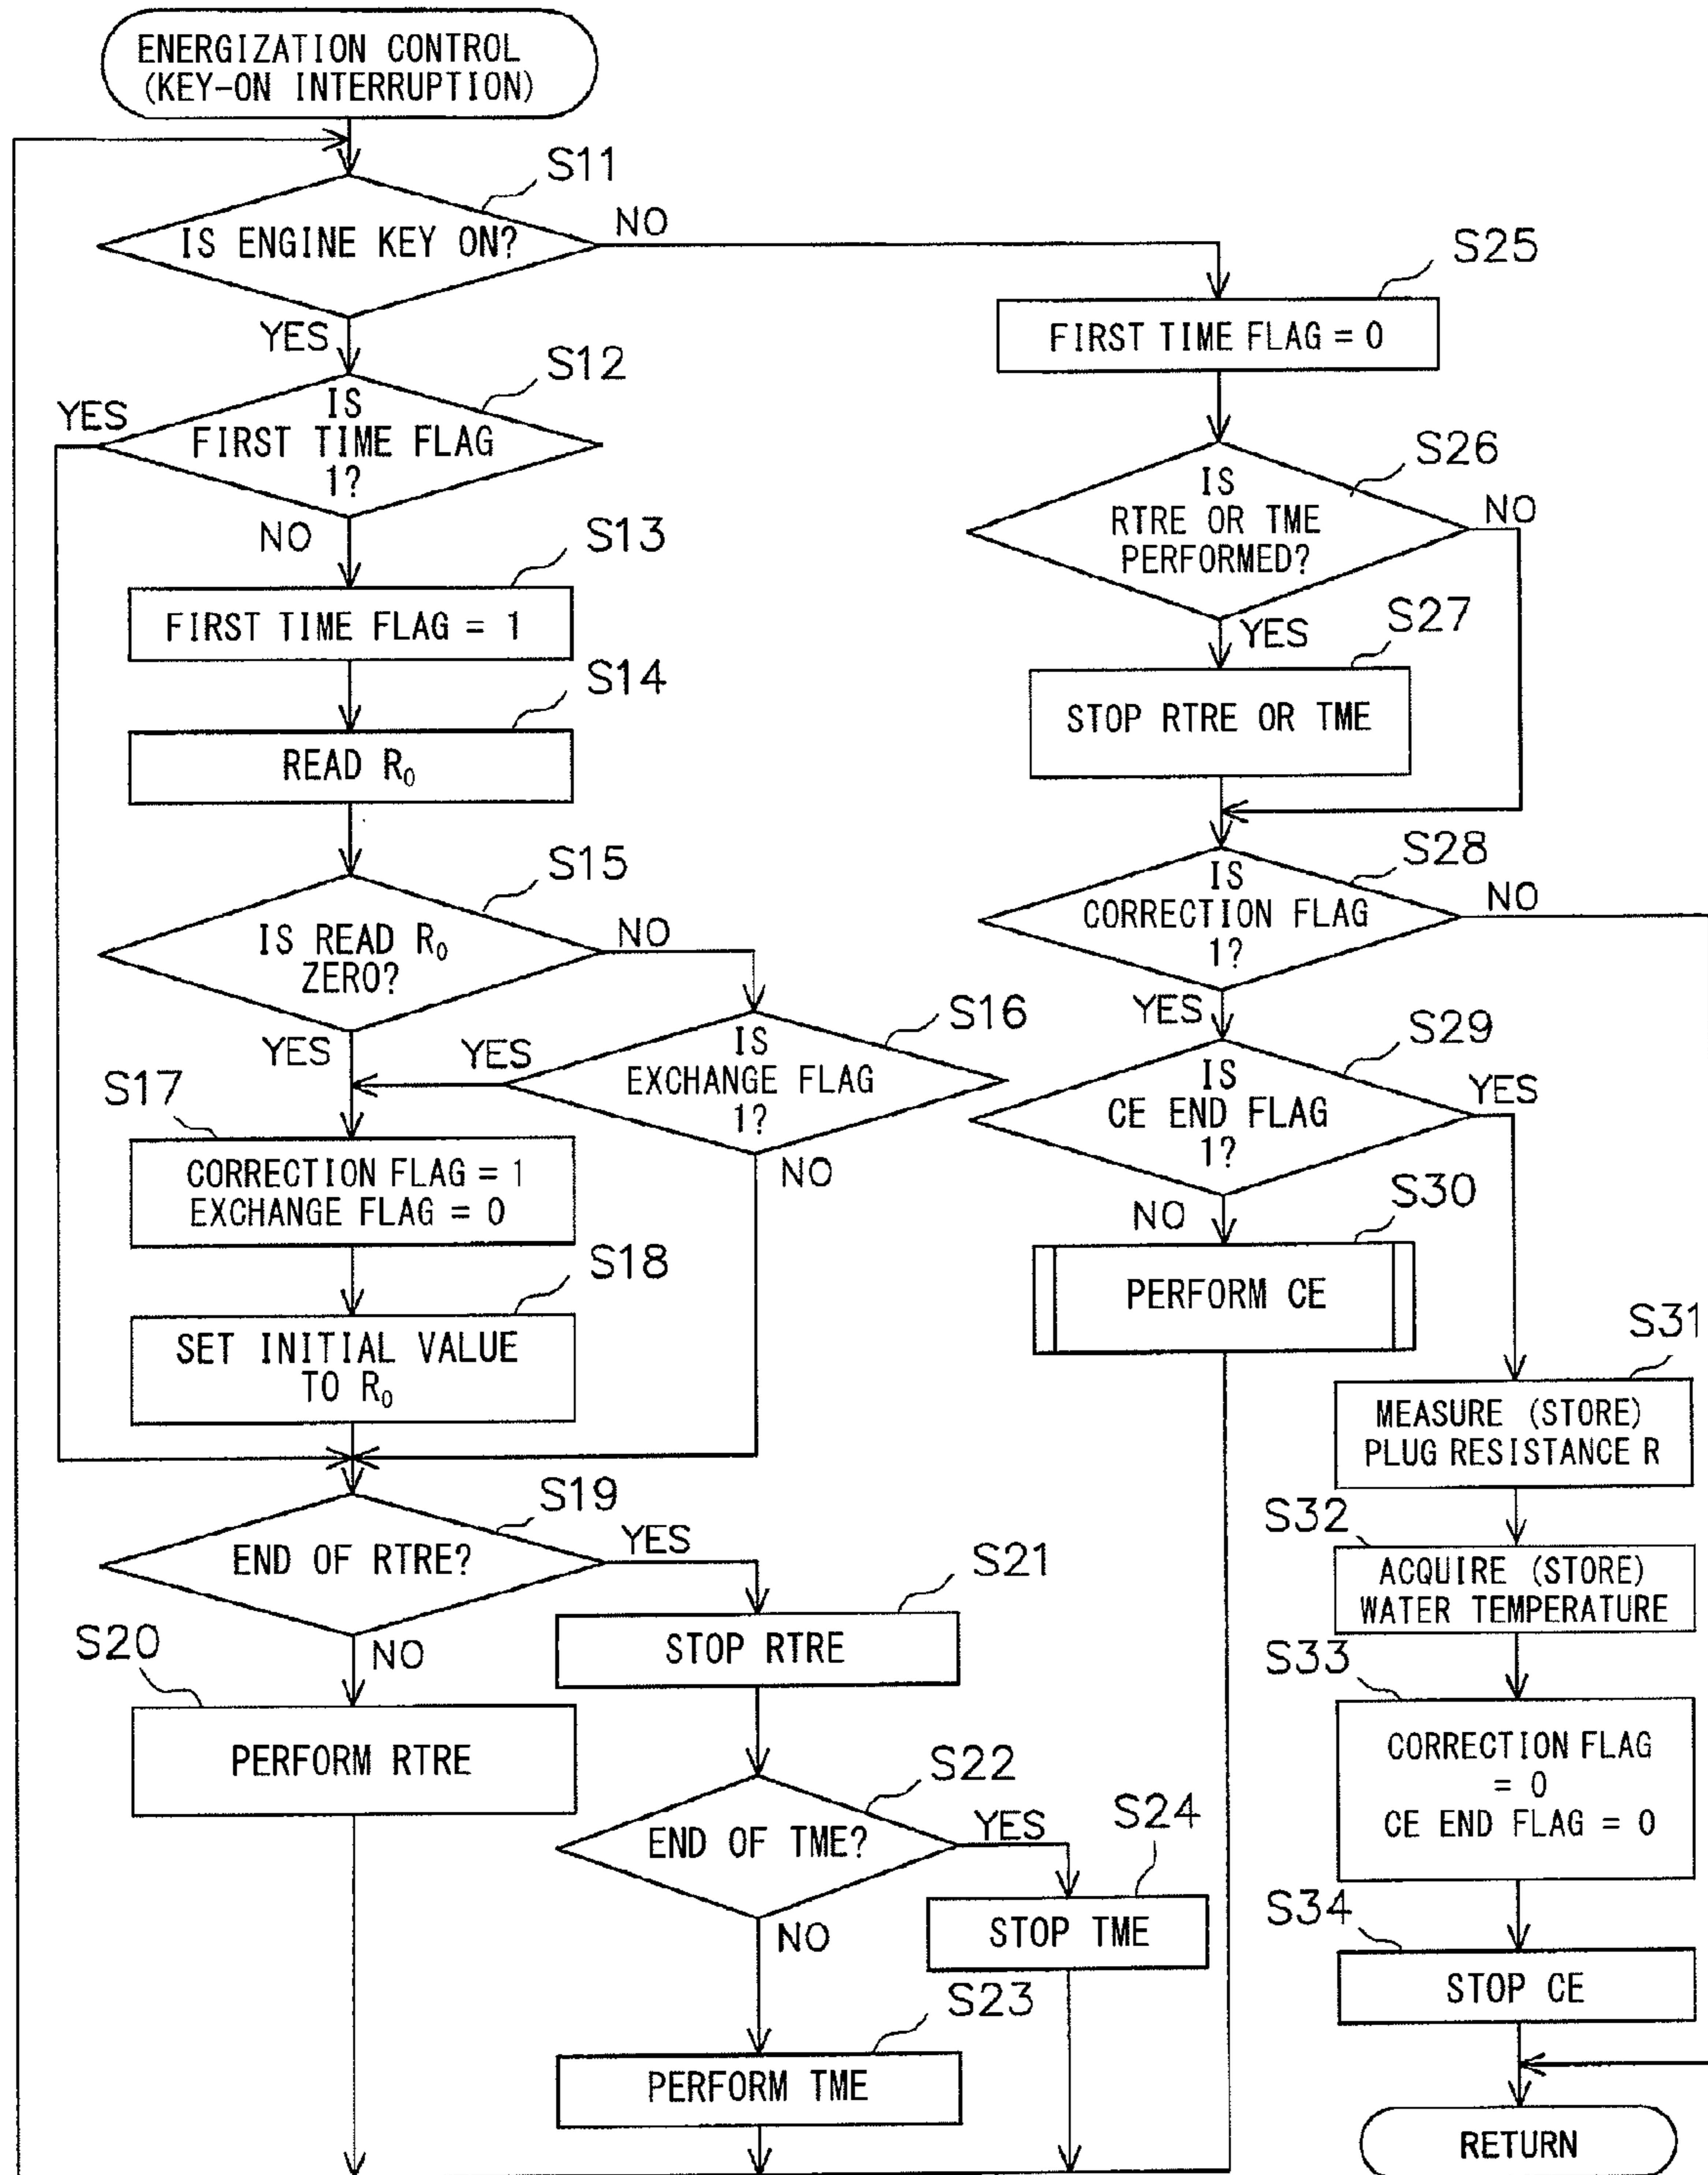 ENERGIZATION CONTROL
(KEY-ON INTERRUPTION)
S11
IS ENGINE KEY ON?
NO
YES
S12
YES
IS
FIRST TIME FLAG
1?
NO
S13
FIRST TIME FLAG = 1
S14
READ R₀
S15
IS READ R₀
ZERO?
NO
YES
S16
IS
EXCHANGE FLAG
1?
YES
NO
S17
CORRECTION FLAG = 1
EXCHANGE FLAG = 0
S18
SET INITIAL VALUE
TO R₀
S19
END OF RTRE?
YES
NO
S20
PERFORM RTRE
S21
STOP RTRE
S22
END OF TME?
YES
NO
S24
STOP TME
S23
PERFORM TME
S25
FIRST TIME FLAG = 0
S26
IS
RTRE OR TME
PERFORMED?
NO
YES
S27
STOP RTRE OR TME
S28
IS
CORRECTION FLAG
1?
NO
YES
S29
IS
CE END FLAG
1?
YES
NO
S30
PERFORM CE
S31
MEASURE (STORE)
PLUG RESISTANCE R
S32
ACQUIRE (STORE)
WATER TEMPERATURE
S33
CORRECTION FLAG
= 0
CE END FLAG = 0
S34
STOP CE
RETURN